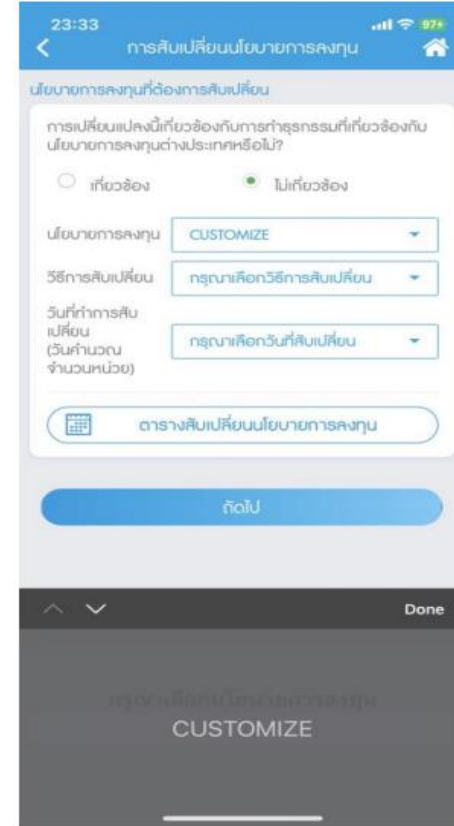 23:33
97+
การสับเปลี่ยนนโยบายการลงทุน
นโยบายการลงทุนที่ต้องการสับเปลี่ยน
การเปลี่ยนแปลงนี้เกี่ยวข้องกับการทำธุรกรรมที่เกี่ยวข้องกับ
นโยบายการลงทุนต่างประเทศหรือไม่?
เกี่ยวข้อง
ไม่เกี่ยวข้อง
นโยบายการลงทุน
CUSTOMIZE
วิธีการสับเปลี่ยน
กรุณาเลือกวิธีการสับเปลี่ยน
วันที่ทำการสับ
เปลี่ยน
(วันคำนวณ
จำนวนหน่วย)
กรุณาเลือกวันที่สับเปลี่ยน
ตารางสับเปลี่ยนนโยบายการลงทุน
ถัดไป
Done
CUSTOMIZE